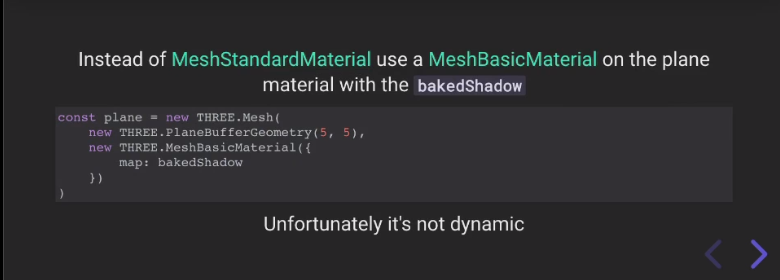 Instead of MeshStandardMaterial use a MeshBasicMaterial on the plane
material with the bakedShadow
const plane = new THREE.Mesh(
    new THREE.PlaneBufferGeometry(5, 5),
    new THREE.MeshBasicMaterial({
        map: bakedShadow
    })
)
Unfortunately it's not dynamic